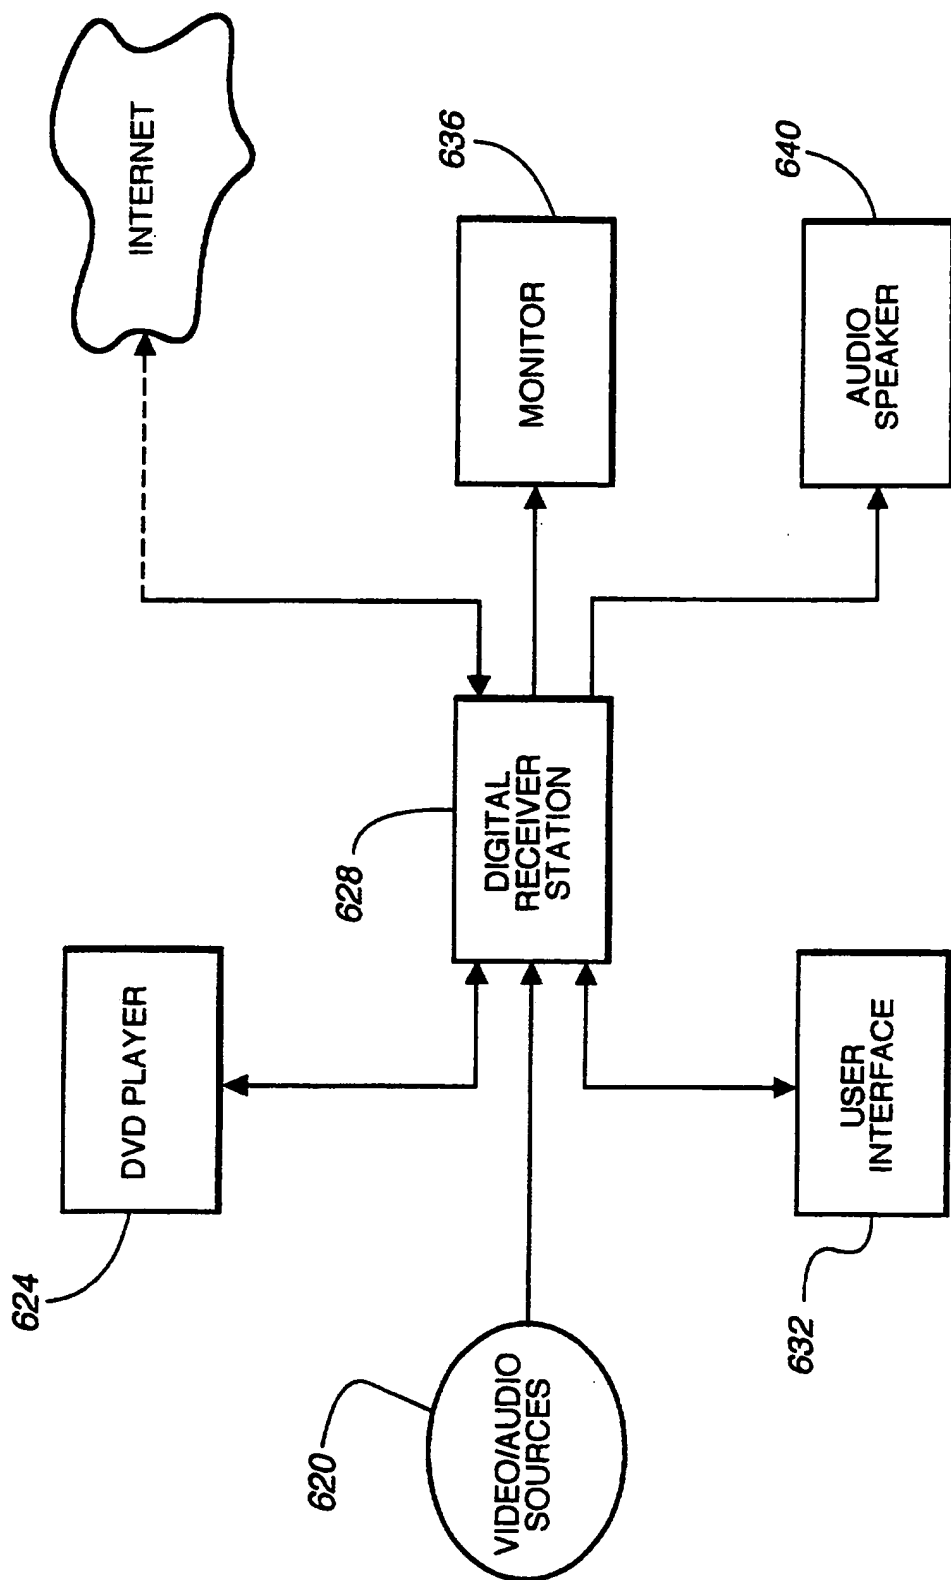 INTERNET
624
DVD PLAYER
628
DIGITAL
RECEIVER
STATION
636
MONITOR
620
VIDEO/AUDIO
SOURCES
632
USER
INTERFACE
640
AUDIO
SPEAKER